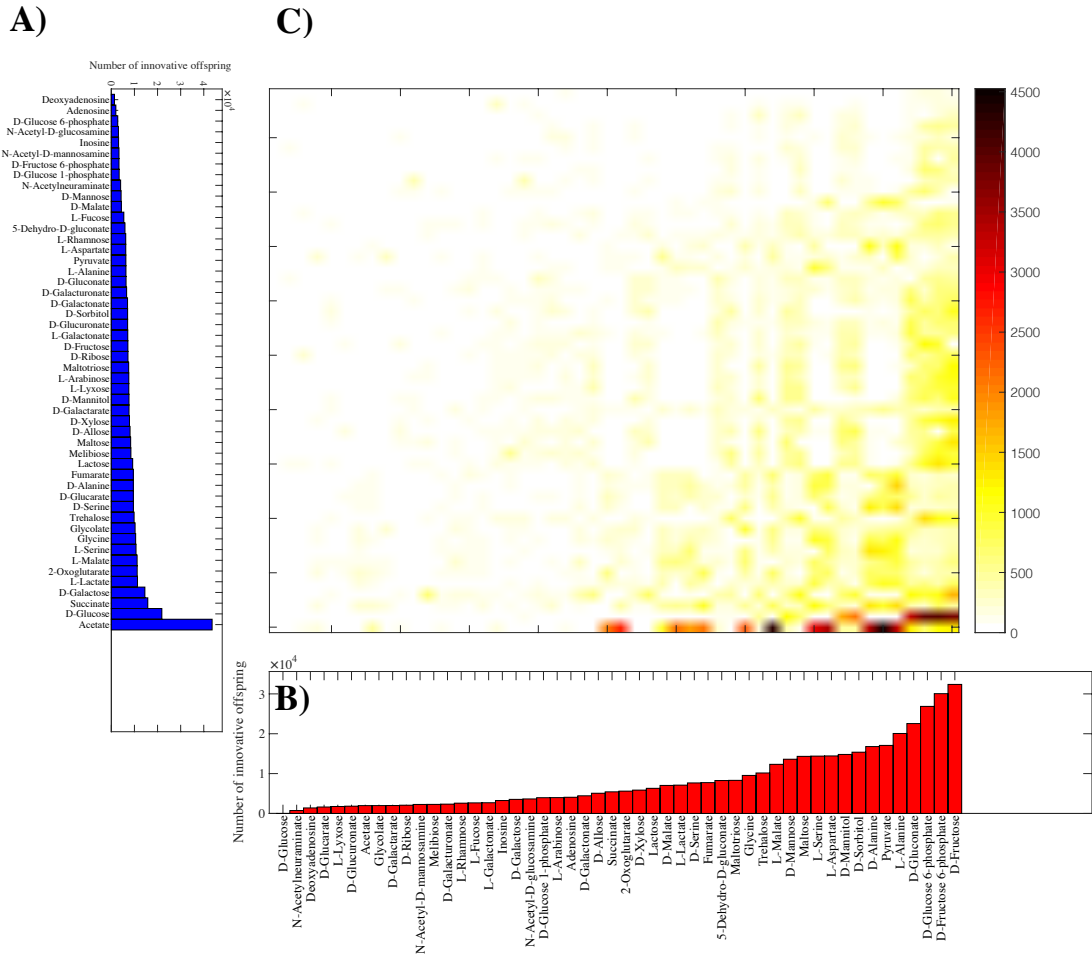 A)
C)
Number of innovative offspring
0 1 2 3 4
×10⁴
Deoxyadenosine
Adenosine
D-Glucose 6-phosphate
N-Acetyl-D-glucosamine
Inosine
N-Acetyl-D-mannosamine
D-Fructose 6-phosphate
D-Glucose 1-phosphate
N-Acetylneuraminate
D-Mannose
D-Malate
L-Fucose
5-Dehydro-D-gluconate
L-Rhamnose
L-Aspartate
Pyruvate
L-Alanine
D-Gluconate
D-Galacturonate
D-Galactonate
D-Sorbitol
D-Glucuronate
L-Galactonate
D-Fructose
D-Ribose
Maltotriose
L-Arabinose
L-Lyxose
D-Mannitol
D-Galactarate
D-Xylose
D-Allose
Maltose
Melibiose
Lactose
Fumarate
D-Alanine
D-Glucarate
D-Serine
Trehalose
Glycolate
Glycine
L-Serine
L-Malate
2-Oxoglutarate
L-Lactate
D-Galactose
Succinate
D-Glucose
Acetate
4500
4000
3500
3000
2500
2000
1500
1000
500
0
B)
×10⁴
Number of innovative offspring
3
2
1
0
D-Glucose
N-Acetylneuraminate
Deoxyadenosine
D-Glucarate
L-Lyxose
D-Glucuronate
Acetate
Glycolate
D-Galactarate
D-Ribose
N-Acetyl-D-mannosamine
Melibiose
D-Galacturonate
L-Rhamnose
L-Fucose
L-Galactonate
Inosine
D-Galactose
N-Acetyl-D-glucosamine
D-Glucose 1-phosphate
L-Arabinose
Adenosine
D-Galactonate
D-Allose
Succinate
2-Oxoglutarate
D-Xylose
Lactose
D-Malate
L-Lactate
D-Serine
Fumarate
5-Dehydro-D-gluconate
Maltotriose
Glycine
Trehalose
L-Malate
D-Mannose
Maltose
L-Serine
L-Aspartate
D-Mannitol
D-Sorbitol
D-Alanine
Pyruvate
L-Alanine
D-Gluconate
D-Glucose 6-phosphate
D-Fructose 6-phosphate
D-Fructose